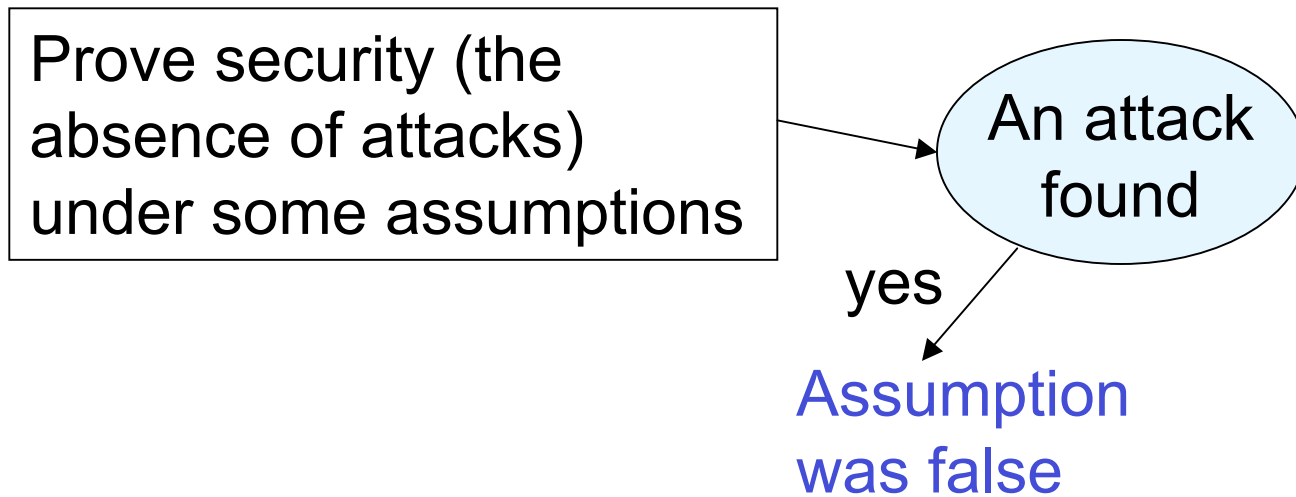 Prove security (the
absence of attacks)
under some assumptions
An attack
found
yes
Assumption
was false